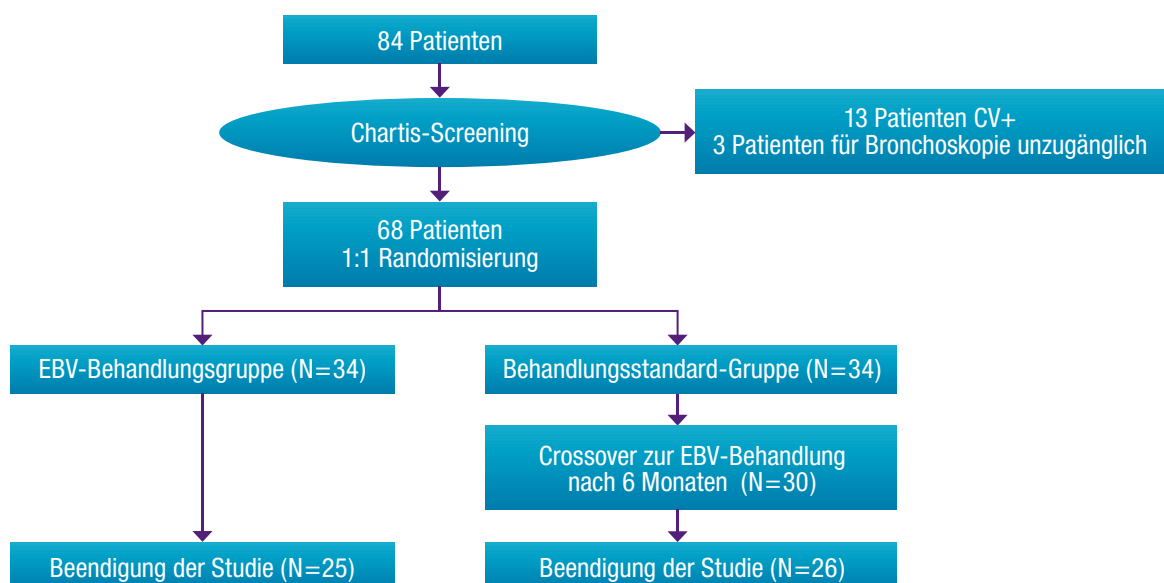 84 Patienten
Chartis-Screening
13 Patienten CV+
3 Patienten für Bronchoskopie unzugänglich
68 Patienten
1:1 Randomisierung
EBV-Behandlungsgruppe (N=34)
Behandlungsstandard-Gruppe (N=34)
Crossover zur EBV-Behandlung
nach 6 Monaten (N=30)
Beendigung der Studie (N=25)
Beendigung der Studie (N=26)